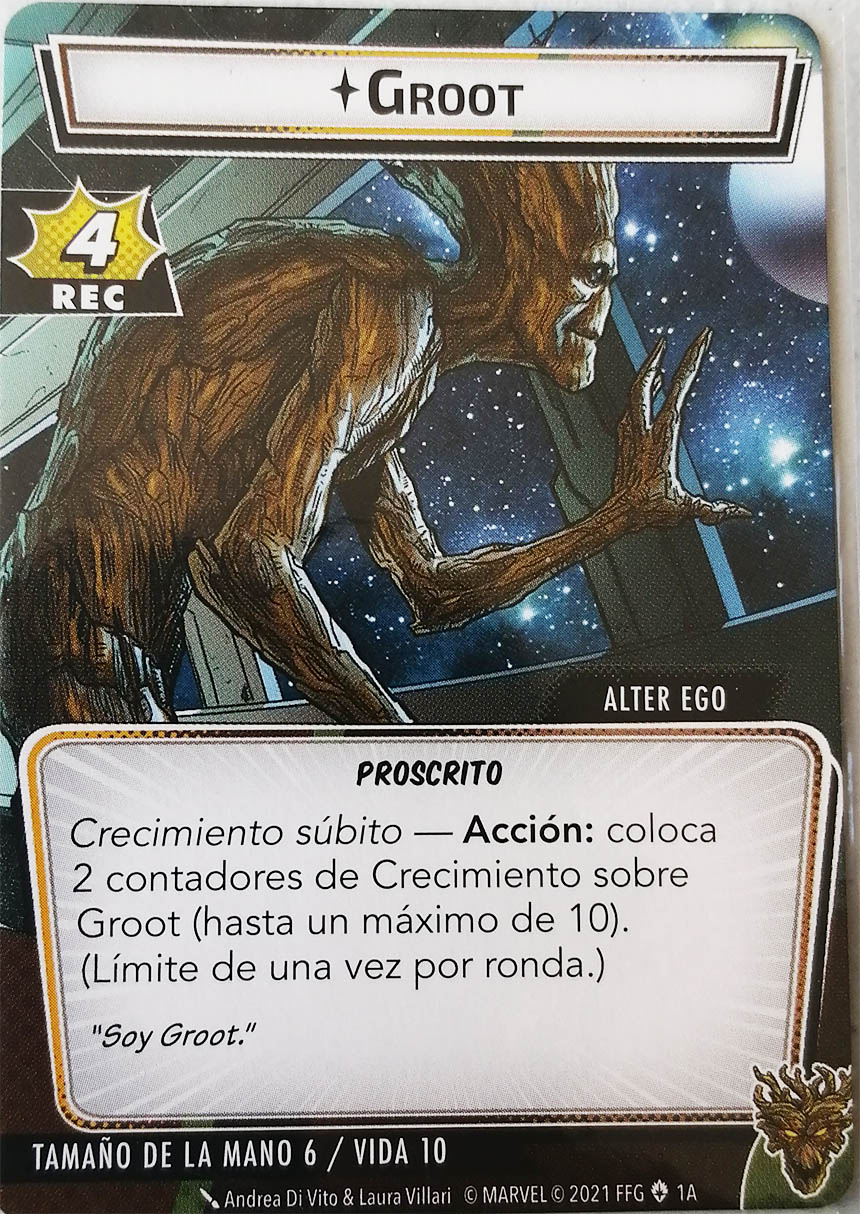 GROOT
4
REC
ALTER EGO
PROSCRITO
Crecimiento súbito — Acción: coloca
2 contadores de Crecimiento sobre
Groot (hasta un máximo de 10).
(Límite de una vez por ronda.)
"Soy Groot."
TAMAÑO DE LA MANO 6 / VIDA 10
Andrea Di Vito & Laura Villari © MARVEL © 2021 FFG 1A